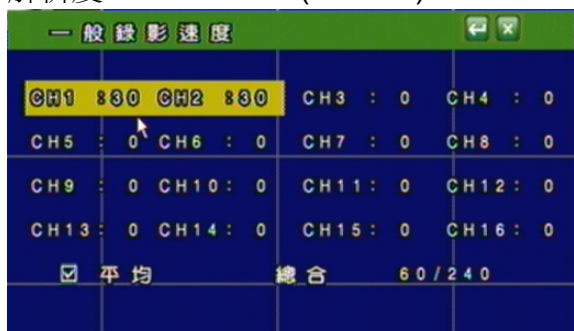 一般錄影速度
CH1 :30 CH2 :30 CH3 : 0 CH4 : 0
CH5 : 0 CH6 : 0 CH7 : 0 CH8 : 0
CH9 : 0 CH10: 0 CH11: 0 CH12: 0
CH13: 0 CH14: 0 CH15: 0 CH16: 0
☑ 平均 總合 60/240